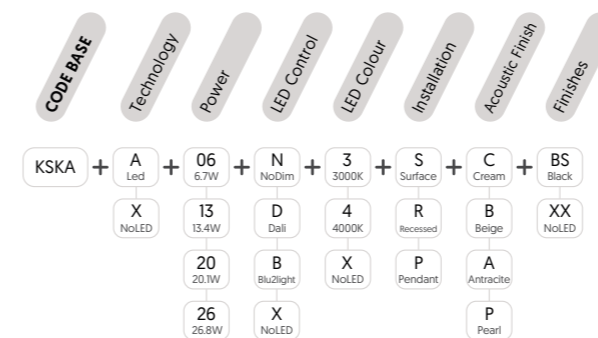 CODE BASE
Technology
Power
LED Control
LED Colour
Installation
Acoustic Finish
Finishes
KSKA + A + 06 + N + 3 + S + C + BS
Led 6.7W NoDim 3000K Surface Cream Black
X 13 D 4 R B XX
NoLED 13.4W Dali 4000K Recessed Beige NoLED
20 B X P A
20.1W Blu2light NoLED Pendant Antracite
26 X P
26.8W NoLED Pearl